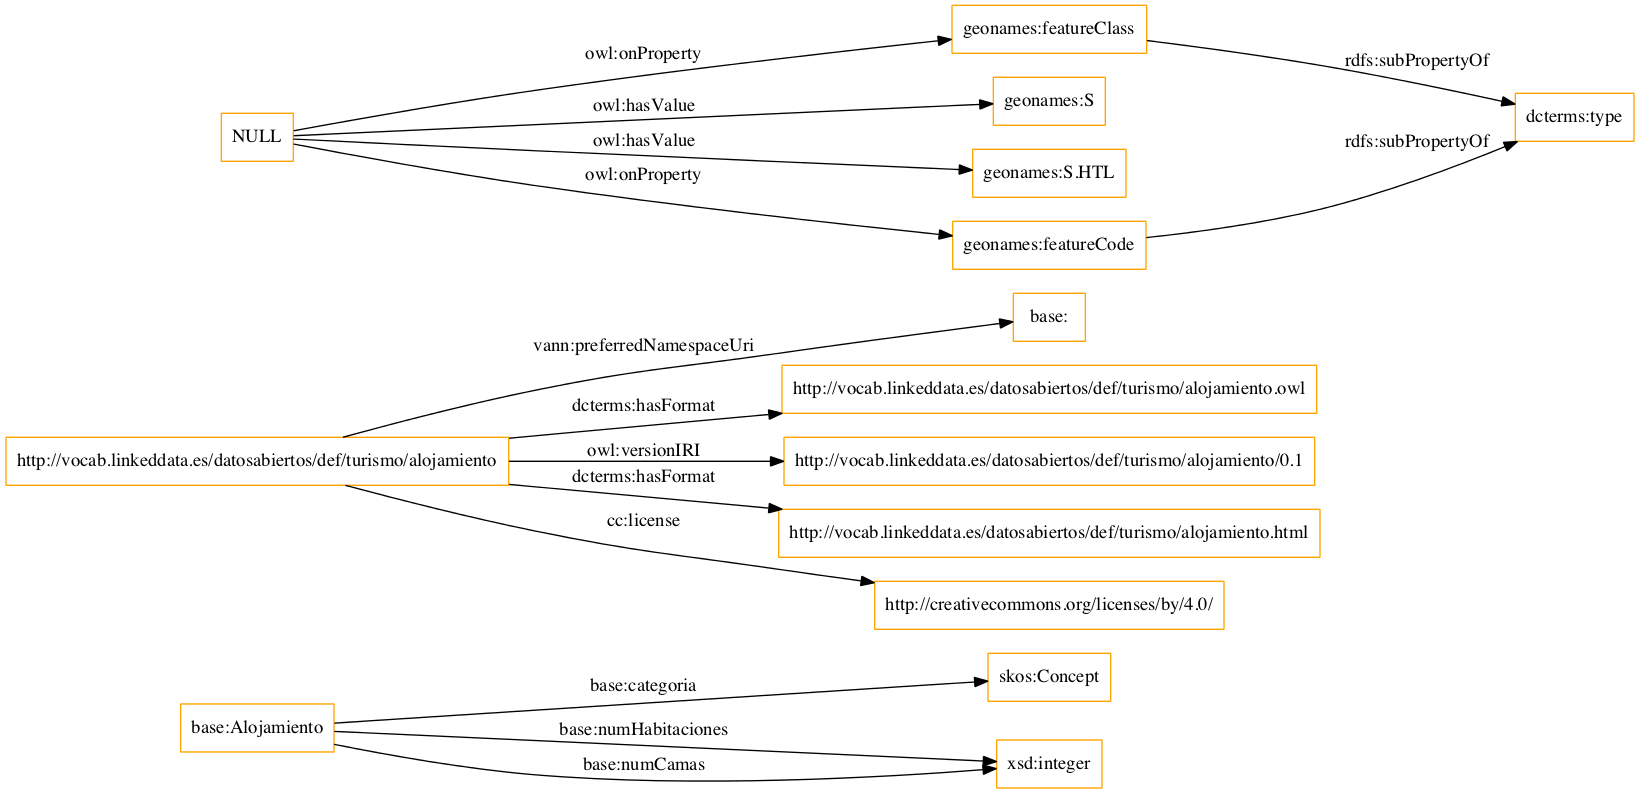 geonames:featureClass
owl:onProperty
rdfs:subPropertyOf
owl:hasValue
geonames:S
dcterms:type
NULL
owl:hasValue
rdfs:subPropertyOf
geonames:S.HTL
owl:onProperty
geonames:featureCode
base:
vann:preferredNamespaceUri
http://vocab.linkeddata.es/datosabiertos/def/turismo/alojamiento.owl
dcterms:hasFormat
owl:versionIRI
http://vocab.linkeddata.es/datosabiertos/def/turismo/alojamiento
http://vocab.linkeddata.es/datosabiertos/def/turismo/alojamiento/0.1
dcterms:hasFormat
cc:license
http://vocab.linkeddata.es/datosabiertos/def/turismo/alojamiento.html
http://creativecommons.org/licenses/by/4.0/
skos:Concept
base:categoria
base:Alojamiento
base:numHabitaciones
base:numCamas
xsd:integer